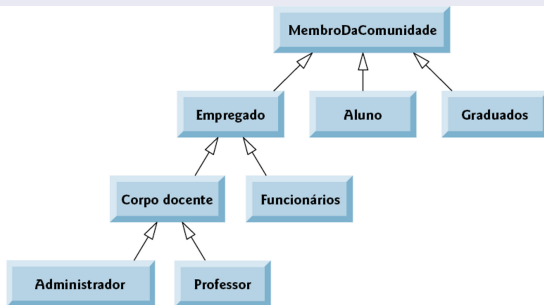 MembroDaComunidade
Empregado
Aluno
Graduados
Corpo docente
Funcionários
Administrador
Professor